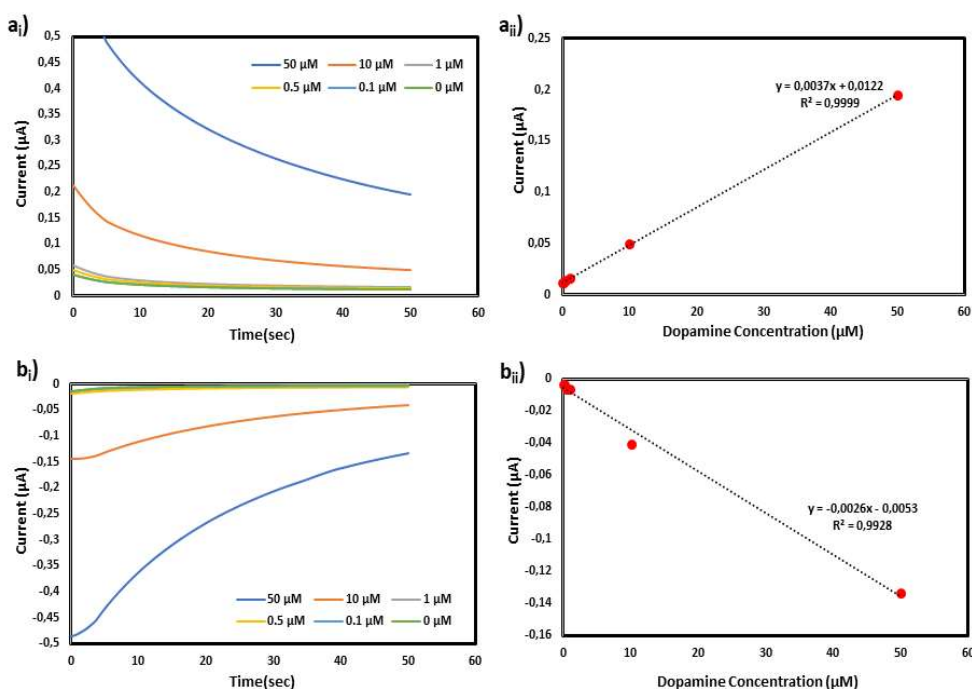 ai)
Current (µA)
0,5
0,45
0,4
0,35
0,3
0,25
0,2
0,15
0,1
0,05
0
50 µM 10 µM 1 µM
0.5 µM 0.1 µM 0 µM
0 10 20 30 40 50 60
Time(sec)
aii)
Current (µA)
0,25
0,2
0,15
0,1
0,05
0
y = 0,0037x + 0,0122
R² = 0,9999
0 10 20 30 40 50 60
Dopamine Concentration (µM)
bi)
Current (µA)
0
-0,05
-0,1
-0,15
-0,2
-0,25
-0,3
-0,35
-0,4
-0,45
-0,5
50 µM 10 µM 1 µM
0.5 µM 0.1 µM 0 µM
0 10 20 30 40 50 60
Time (sec)
bii)
Current (µA)
0
-0,02
-0,04
-0,06
-0,08
-0,1
-0,12
-0,14
-0,16
y = -0,0026x - 0,0053
R² = 0,9928
0 10 20 30 40 50 60
Dopamine Concentration (µM)